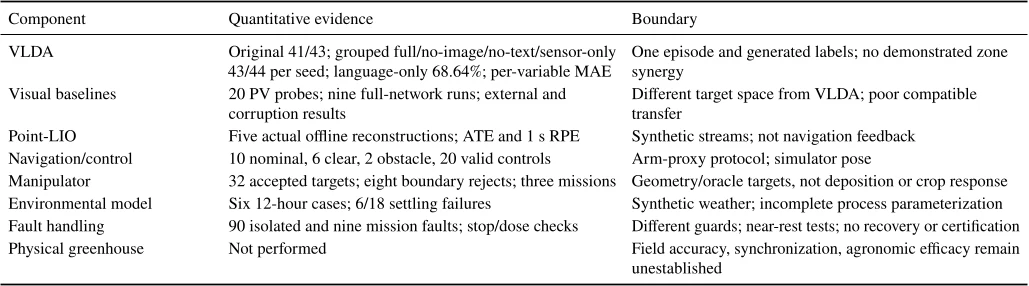 Component Quantitative evidence Boundary
VLDA Original 41/43; grouped full/no-image/no-text/sensor-only One episode and generated labels; no demonstrated zone
43/44 per seed; language-only 68.64%; per-variable MAE synergy
Visual baselines 20 PV probes; nine full-network runs; external and Different target space from VLDA; poor compatible
corruption results transfer
Point-LIO Five actual offline reconstructions; ATE and 1 s RPE Synthetic streams; not navigation feedback
Navigation/control 10 nominal, 6 clear, 2 obstacle, 20 valid controls Arm-proxy protocol; simulator pose
Manipulator 32 accepted targets; eight boundary rejects; three missions Geometry/oracle targets, not deposition or crop response
Environmental model Six 12-hour cases; 6/18 settling failures Synthetic weather; incomplete process parameterization
Fault handling 90 isolated and nine mission faults; stop/dose checks Different guards; near-rest tests; no recovery or certification
Physical greenhouse Not performed Field accuracy, synchronization, agronomic efficacy remain
unestablished